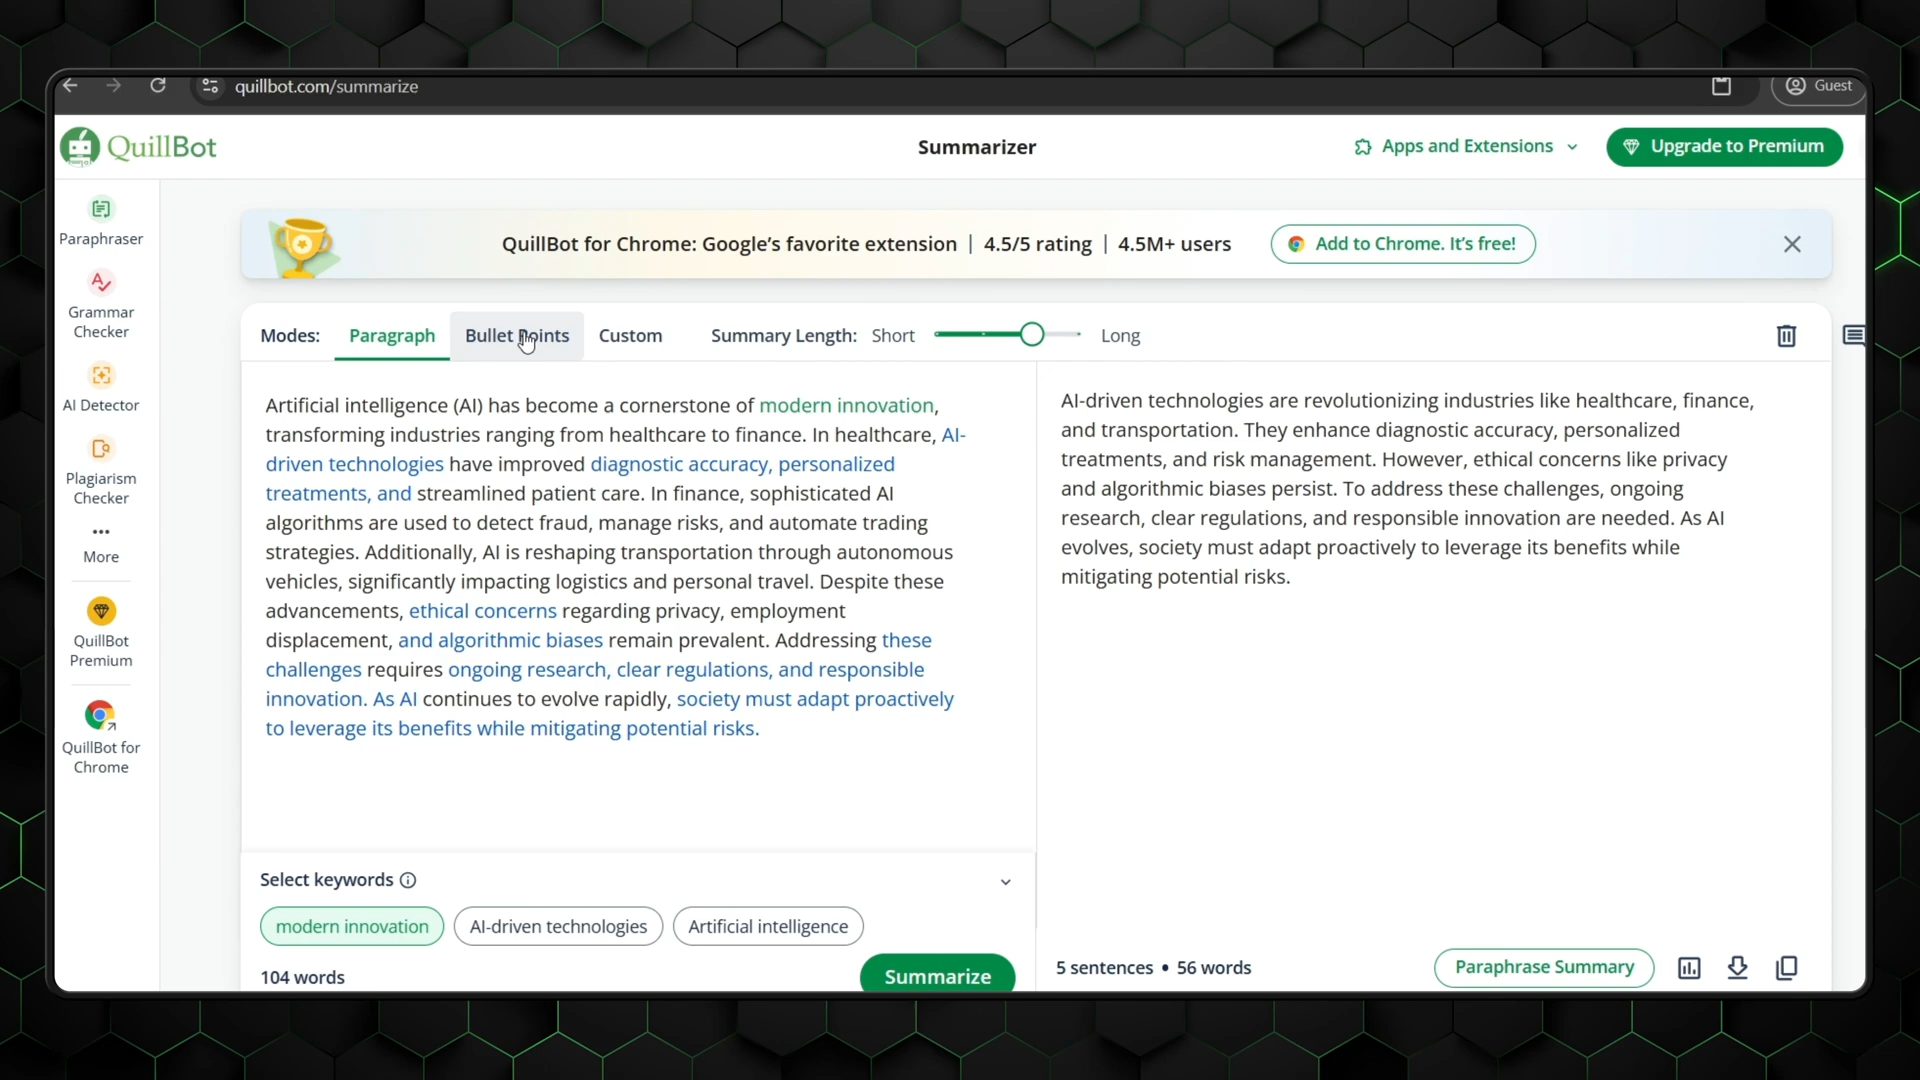 quillbot.com/summarize
Guest
QuillBot
Summarizer
Apps and Extensions
Upgrade to Premium
Paraphraser
Grammar
Checker
AI Detector
Plagiarism
Checker
More
QuillBot
Premium
QuillBot for
Chrome
QuillBot for Chrome: Google's favorite extension | 4.5/5 rating | 4.5M+ users
Add to Chrome. It's free!
Modes: Paragraph Bullet Points Custom Summary Length: Short Long
Artificial intelligence (AI) has become a cornerstone of modern innovation,
transforming industries ranging from healthcare to finance. In healthcare, AI-
driven technologies have improved diagnostic accuracy, personalized
treatments, and streamlined patient care. In finance, sophisticated AI
algorithms are used to detect fraud, manage risks, and automate trading
strategies. Additionally, AI is reshaping transportation through autonomous
vehicles, significantly impacting logistics and personal travel. Despite these
advancements, ethical concerns regarding privacy, employment
displacement, and algorithmic biases remain prevalent. Addressing these
challenges requires ongoing research, clear regulations, and responsible
innovation. As AI continues to evolve rapidly, society must adapt proactively
to leverage its benefits while mitigating potential risks.
Select keywords
modern innovation
AI-driven technologies
Artificial intelligence
104 words
Summarize
AI-driven technologies are revolutionizing industries like healthcare, finance,
and transportation. They enhance diagnostic accuracy, personalized
treatments, and risk management. However, ethical concerns like privacy
and algorithmic biases persist. To address these challenges, ongoing
research, clear regulations, and responsible innovation are needed. As AI
evolves, society must adapt proactively to leverage its benefits while
mitigating potential risks.
5 sentences • 56 words
Paraphrase Summary